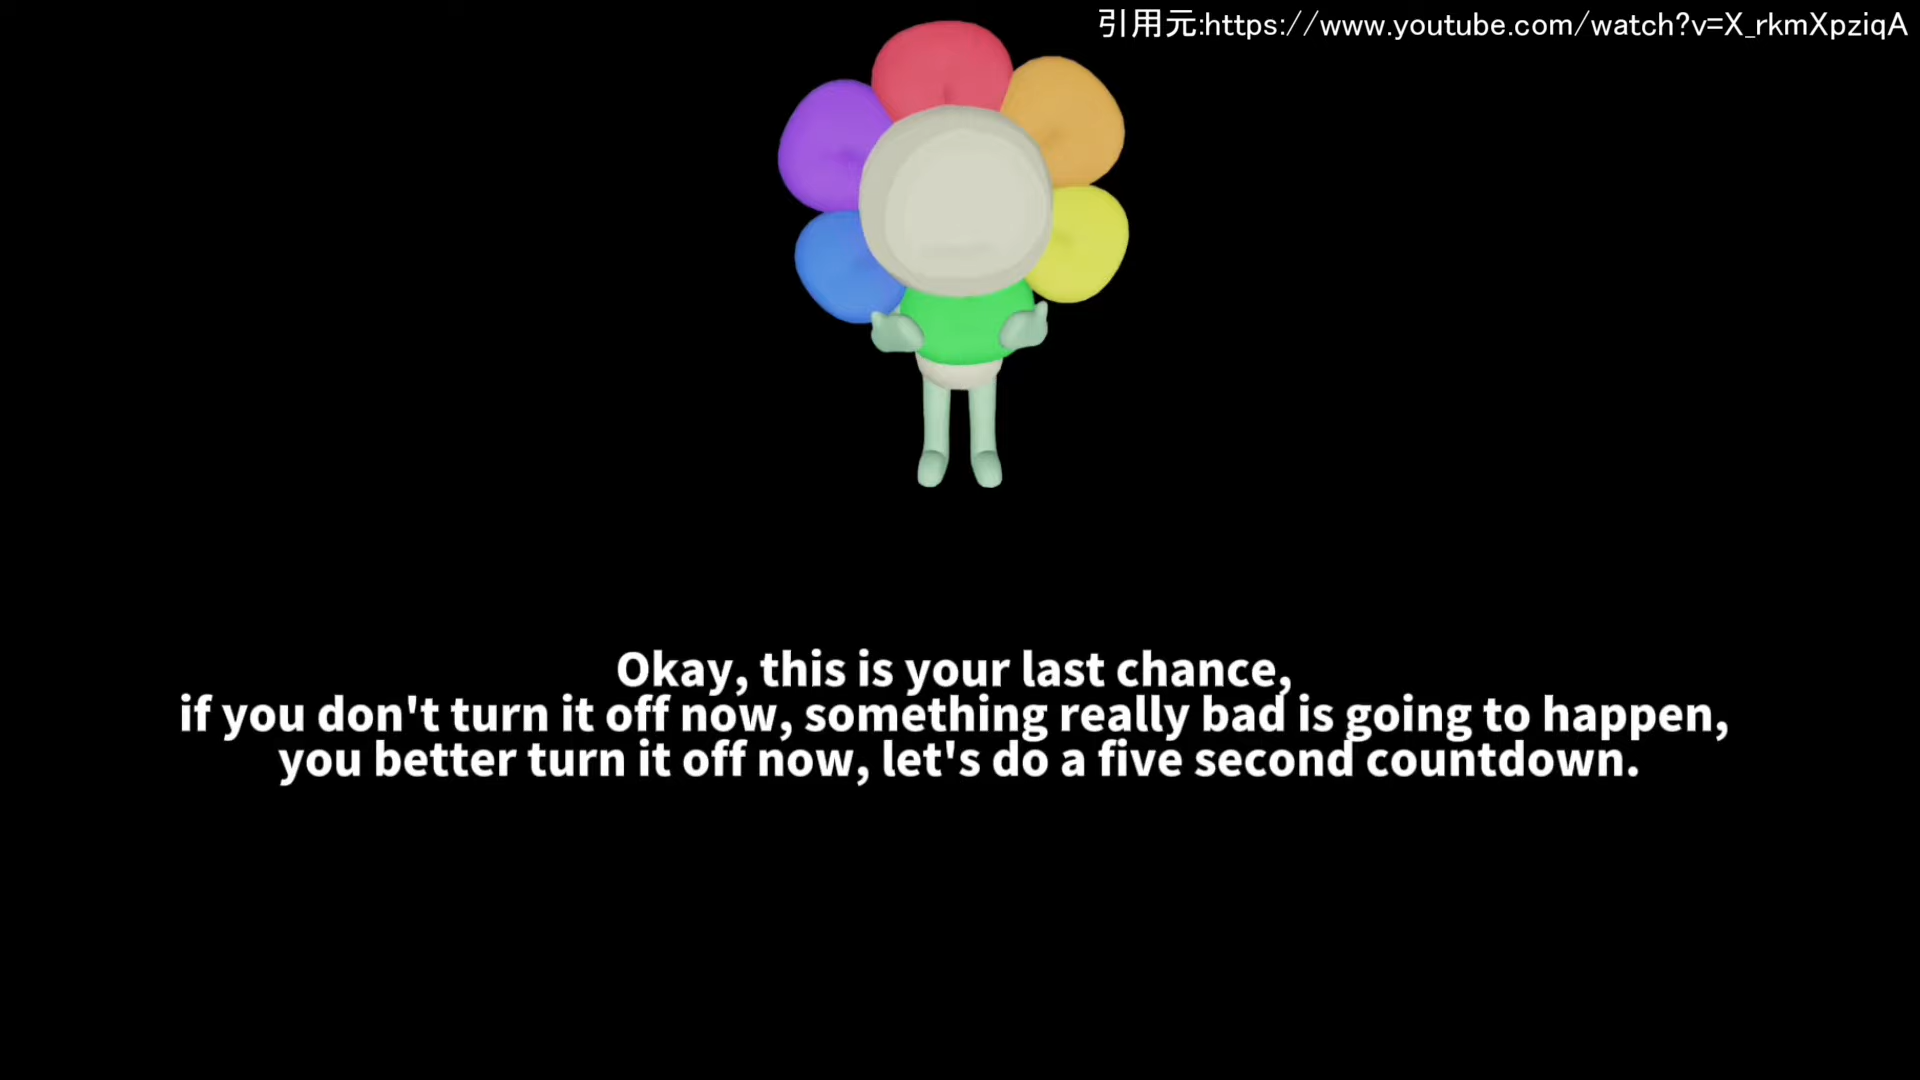 引用元:https://www.youtube.com/watch?v=X_rkmXpziqA
Okay, this is your last chance,
if you don't turn it off now, something really bad is going to happen,
you better turn it off now, let's do a five second countdown.